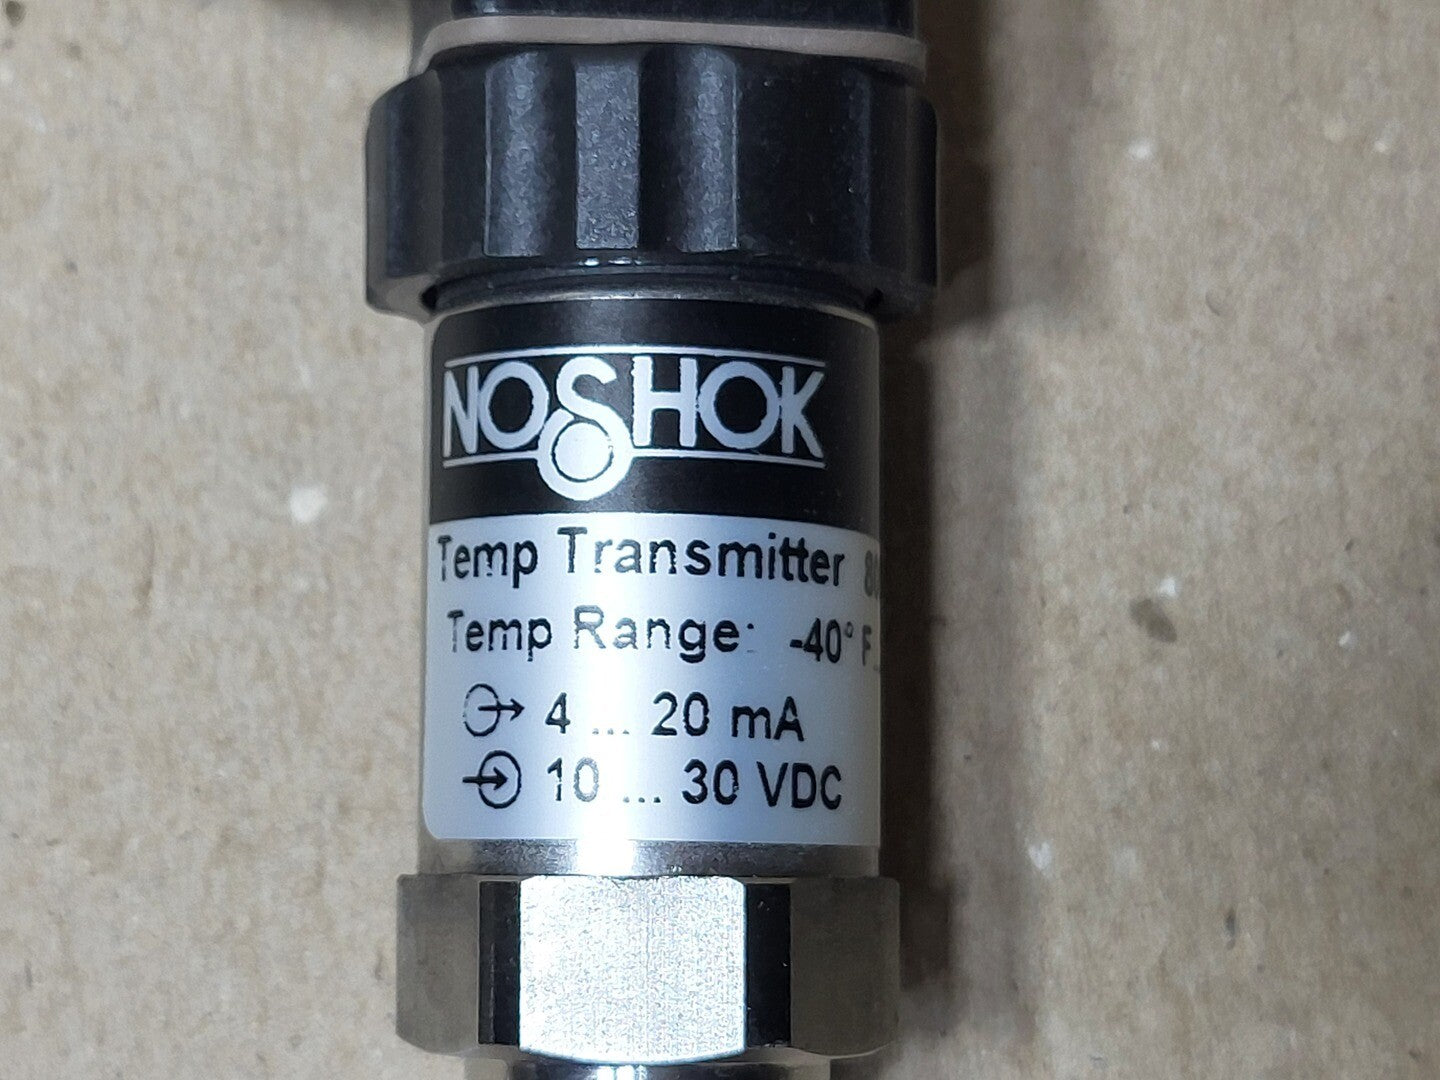 NOSHOK
Temp Transmitter
Temp Range: -40° F
4 ... 20 mA
10 ... 30 VDC